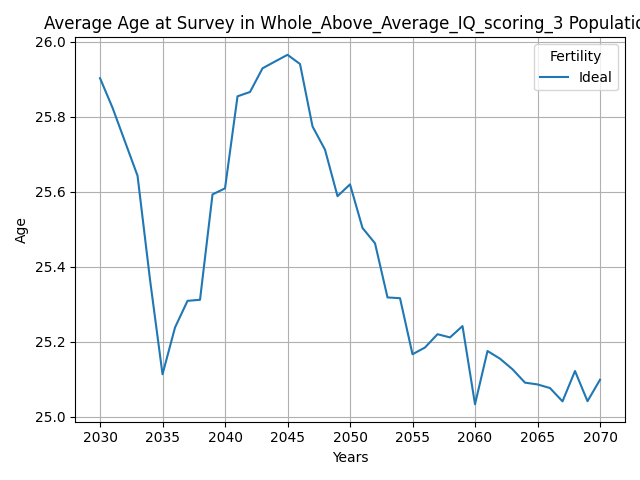 Average Age at Survey in Whole_Above_Average_IQ_scoring_3 Populatio
26.0
25.8
25.6
25.4
25.2
25.0
Age
Fertility
Ideal
2030 2035 2040 2045 2050 2055 2060 2065 2070
Years